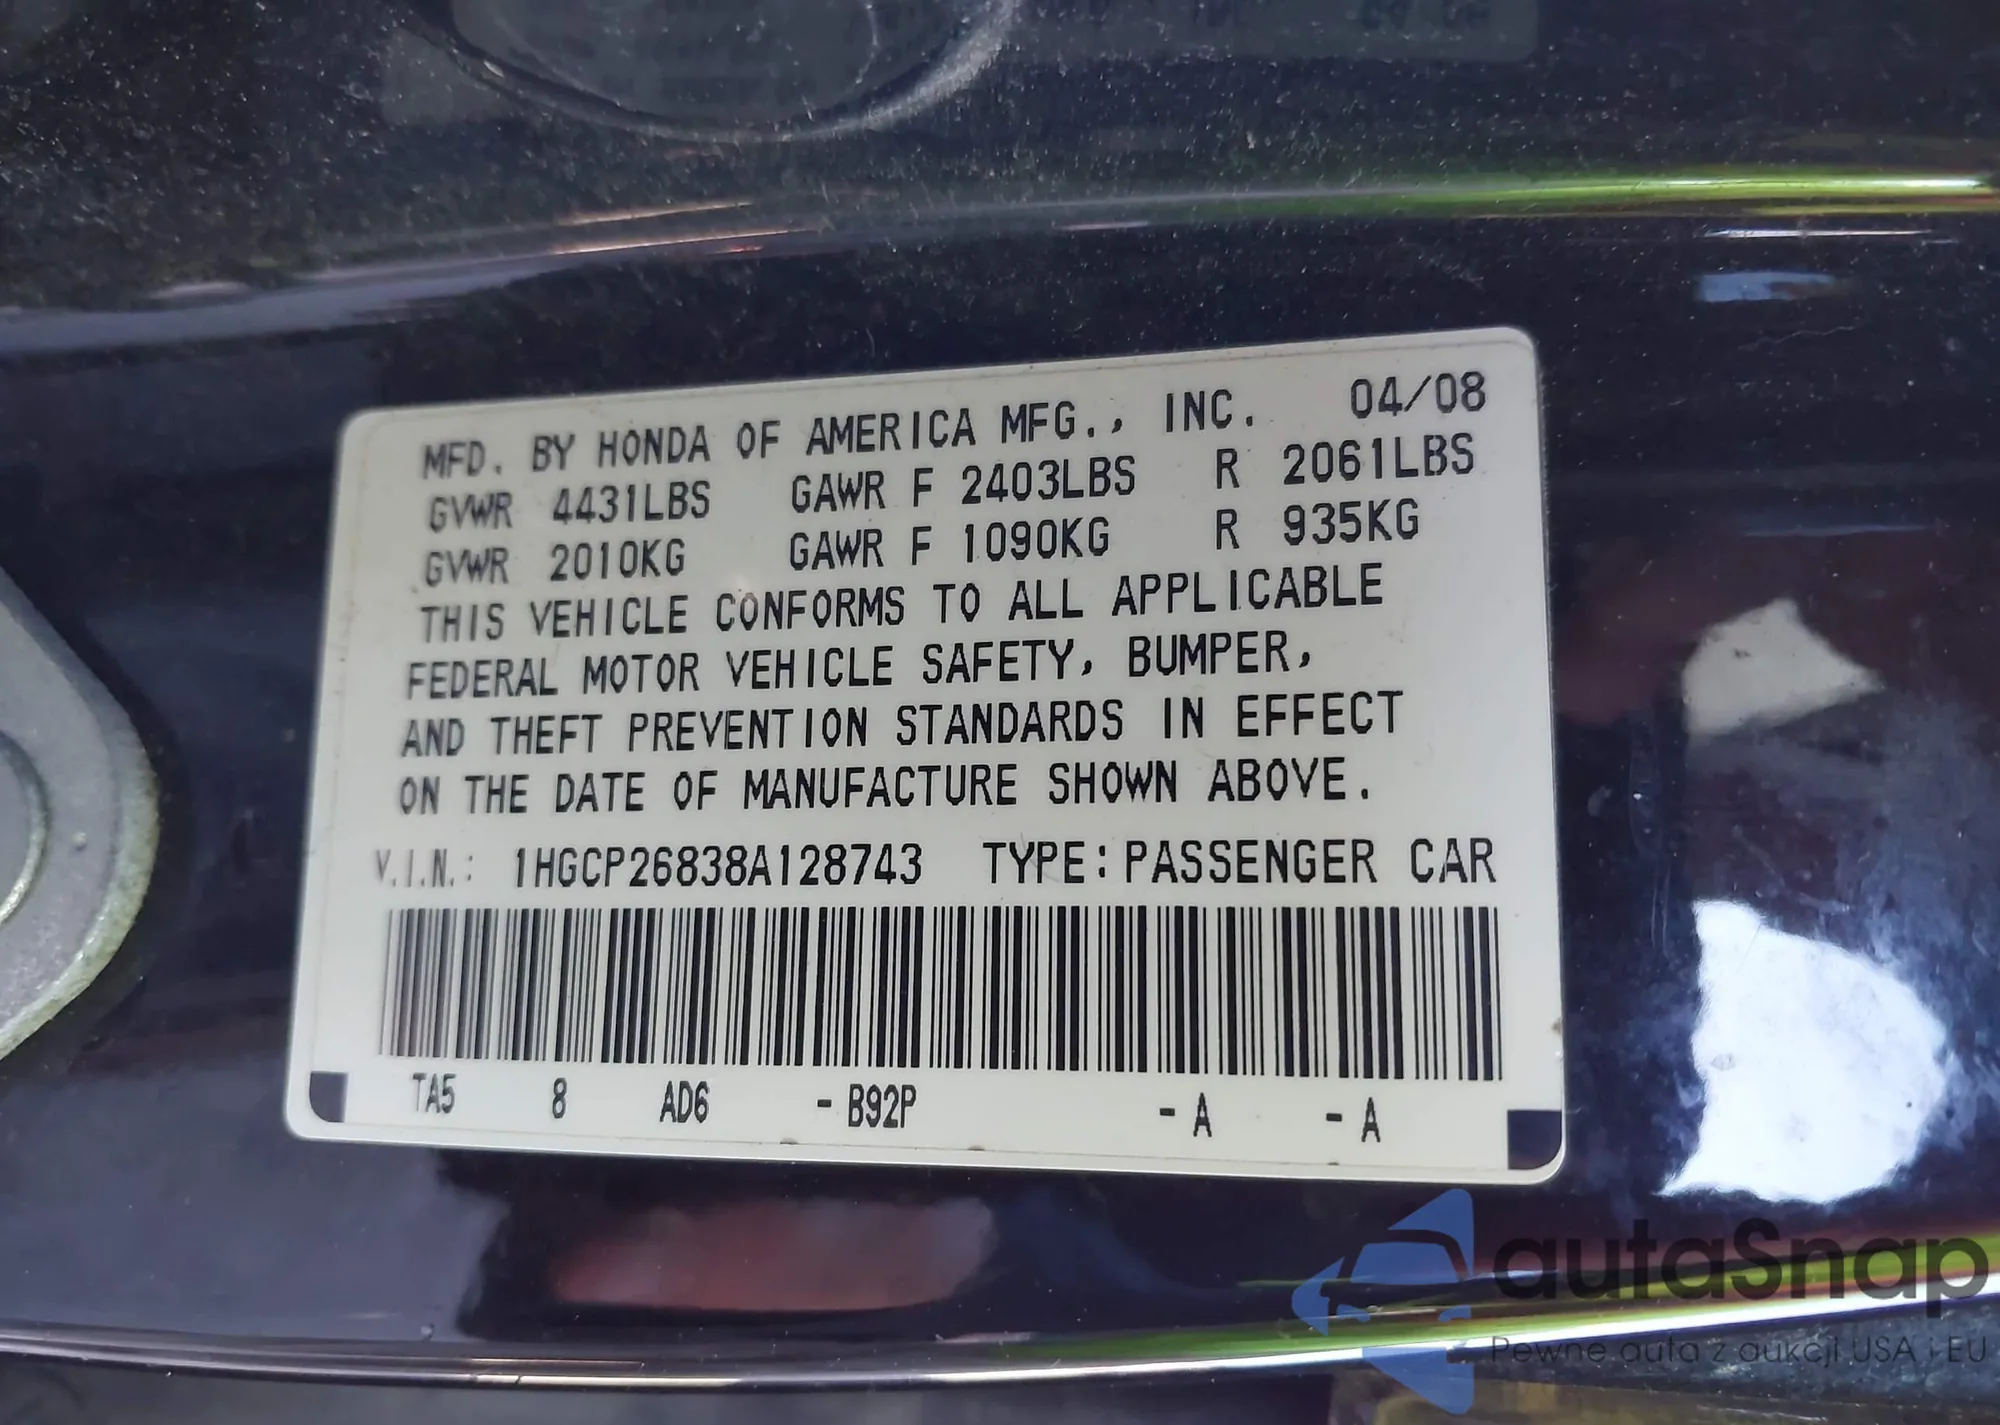 MFD. BY HONDA OF AMERICA MFG., INC. 04/08
GVWR 4431LBS GAWR F 2403LBS R 2061LBS
GVWR 2010KG GAWR F 1090KG R 935KG
THIS VEHICLE CONFORMS TO ALL APPLICABLE
FEDERAL MOTOR VEHICLE SAFETY, BUMPER,
AND THEFT PREVENTION STANDARDS IN EFFECT
ON THE DATE OF MANUFACTURE SHOWN ABOVE.
V.I.N.: 1HGCP26838A128743 TYPE: PASSENGER CAR
TA5 8 AD6 - B92P - A - A
autaSnap
Pewne auta z aukcji USA i EU